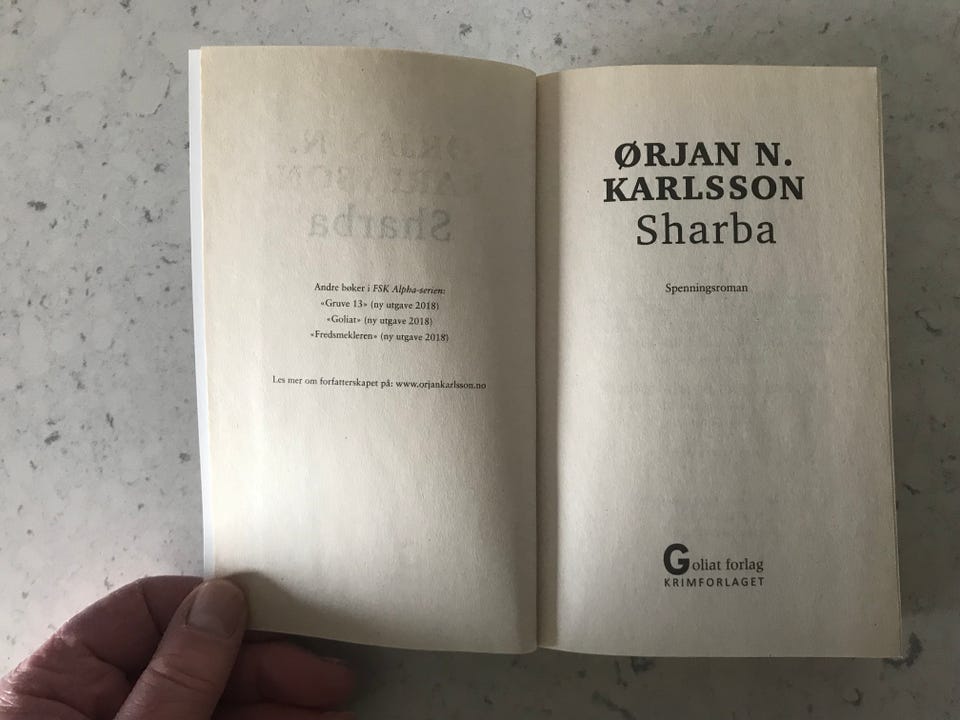 Andre bøker i FSK Alpha-serien:
«Gruve 13» (ny utgave 2018)
«Goliat» (ny utgave 2018)
«Fredsmekleren» (ny utgave 2018)
Les mer om forfatterskapet på: www.orjankarlsson.no
ØRJAN N.
KARLSSON
Sharba
Spenningsroman
Goliat forlag
KRIMFORLAGET